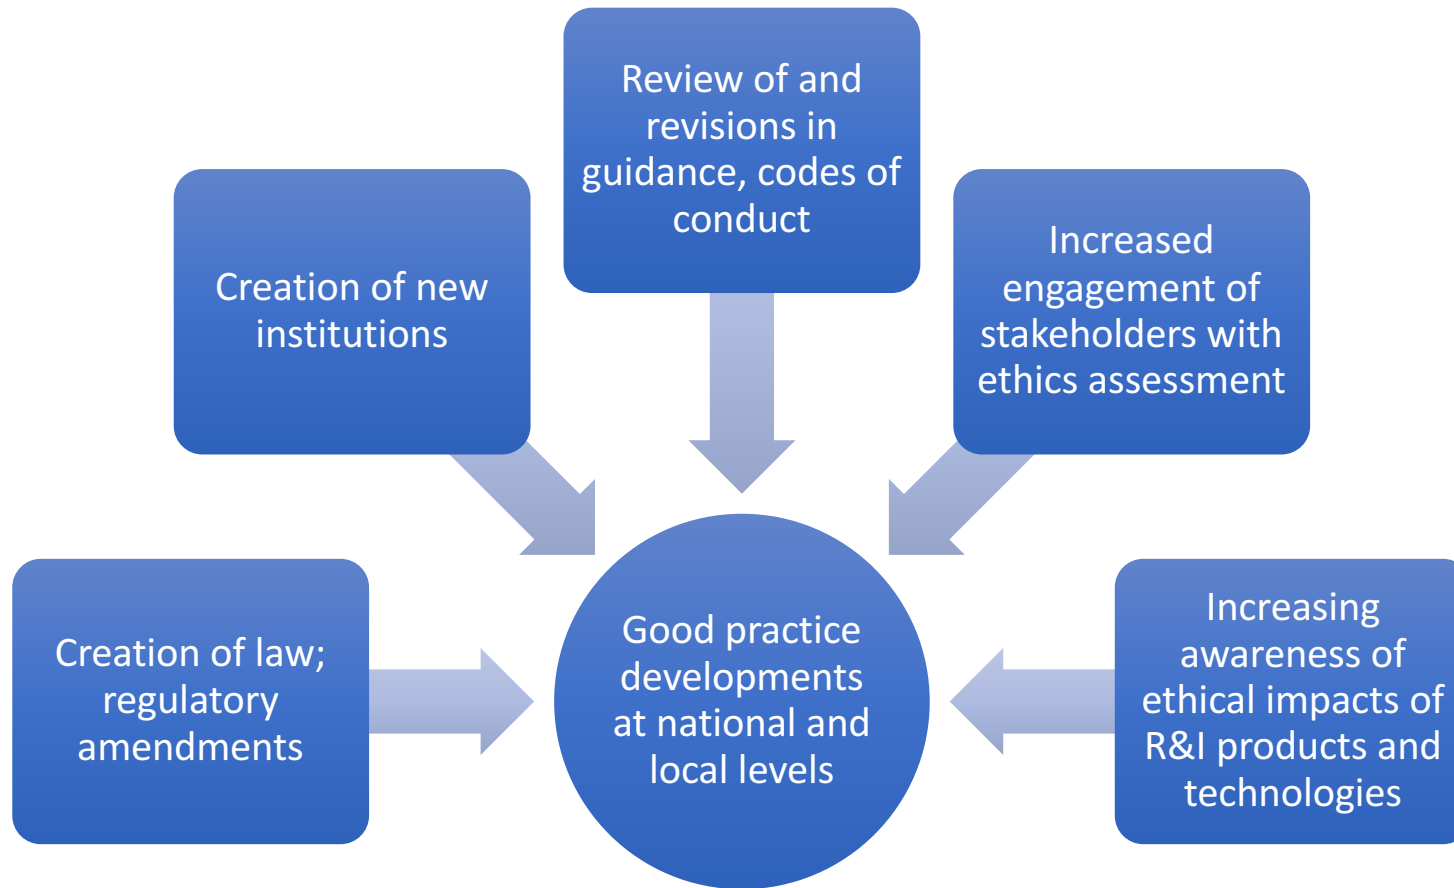 Review of and
revisions in
guidance, codes of
conduct
Creation of new
institutions
Increased
engagement of
stakeholders with
ethics assessment
Creation of law;
regulatory
amendments
Good practice
developments
at national and
local levels
Increasing
awareness of
ethical impacts of
R&I products and
technologies